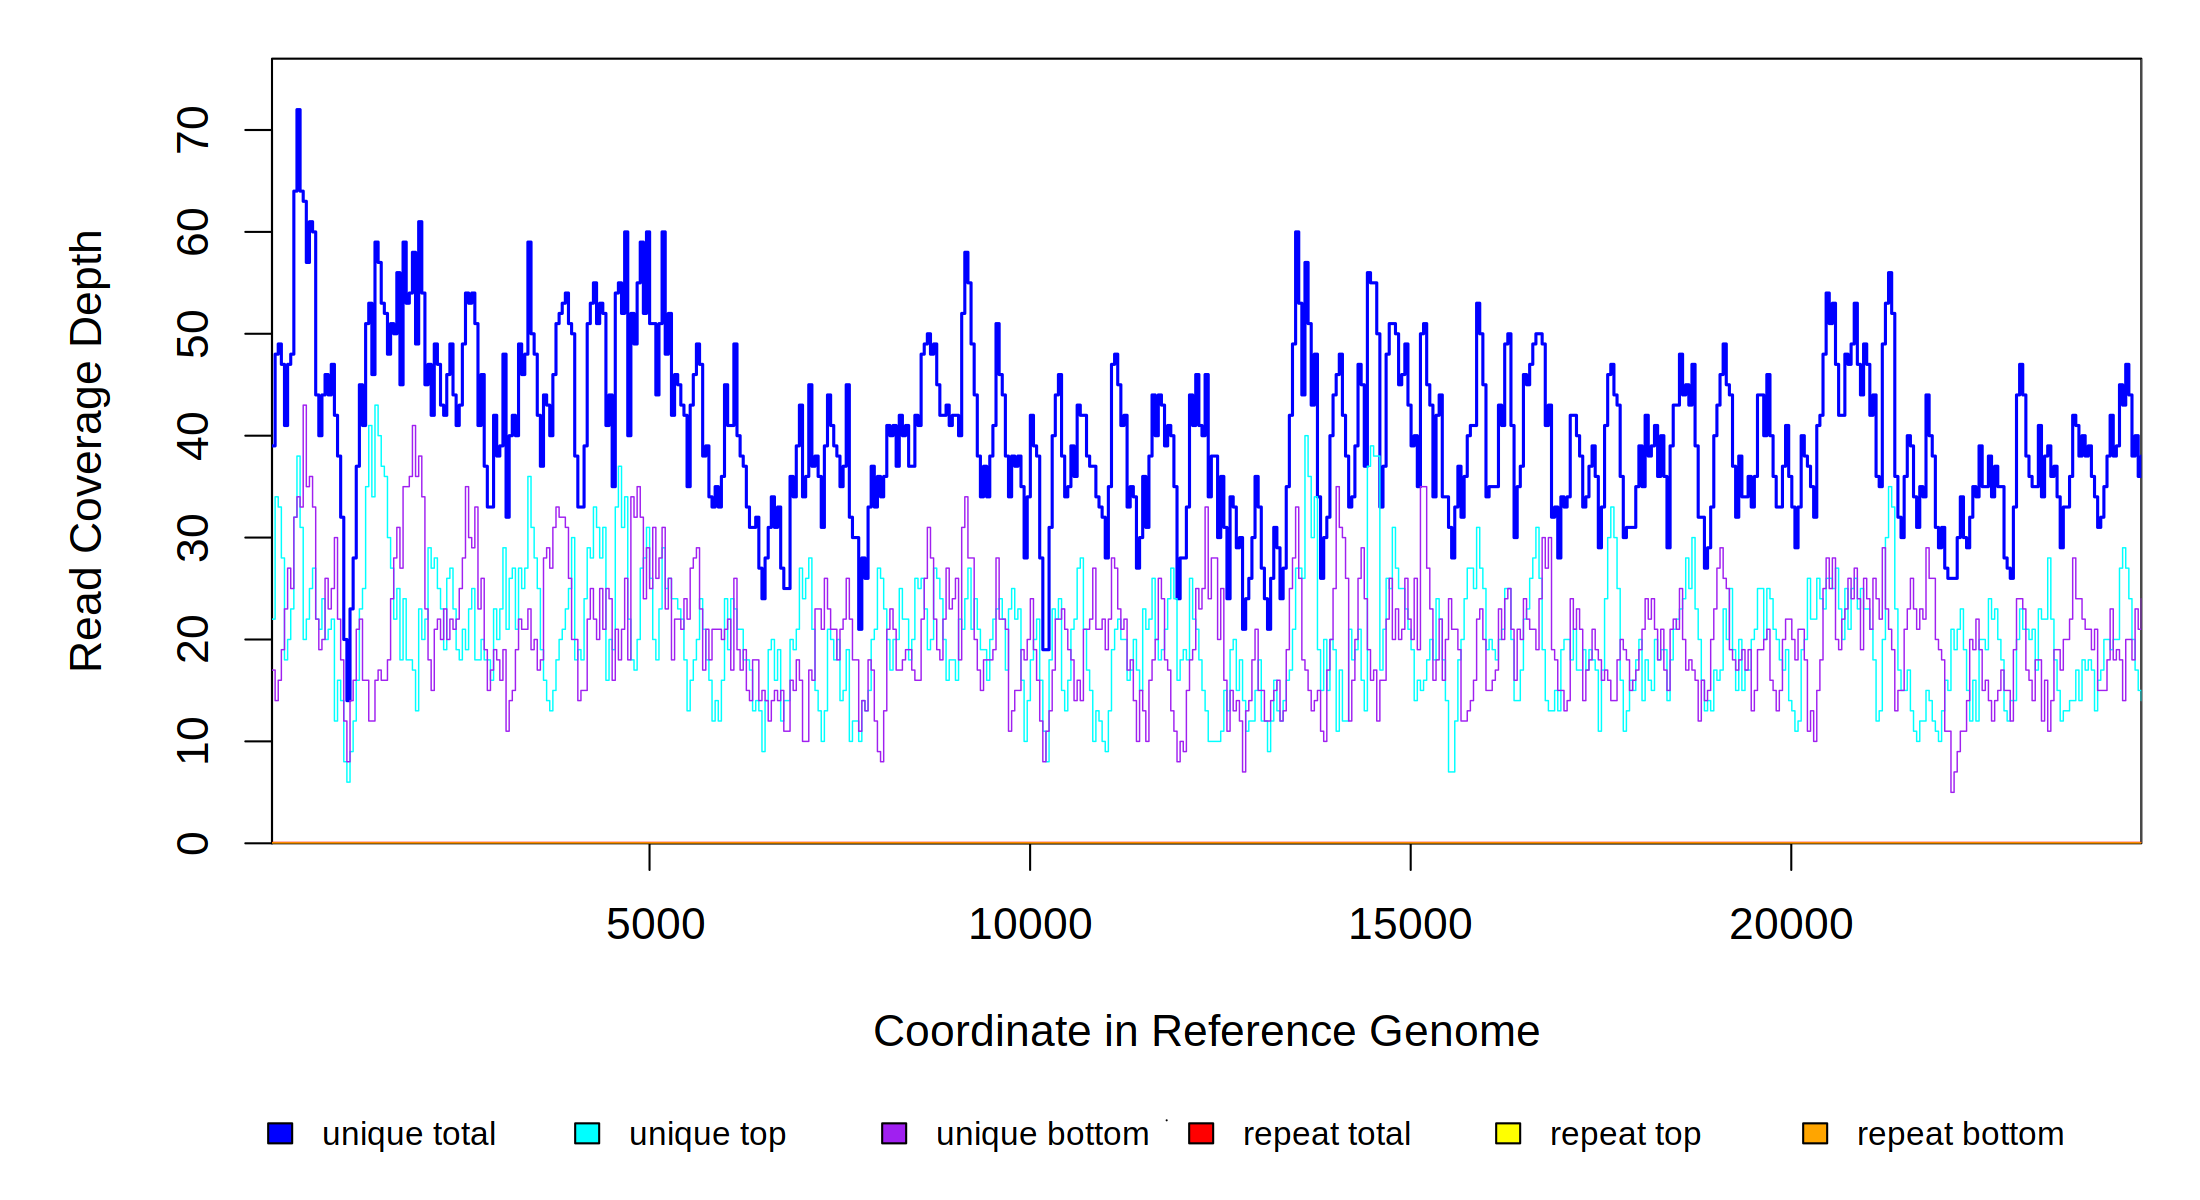 Read Coverage Depth
70
60
50
40
30
20
10
0
5000 10000 15000 20000
Coordinate in Reference Genome
unique total unique top unique bottom repeat total repeat top repeat bottom